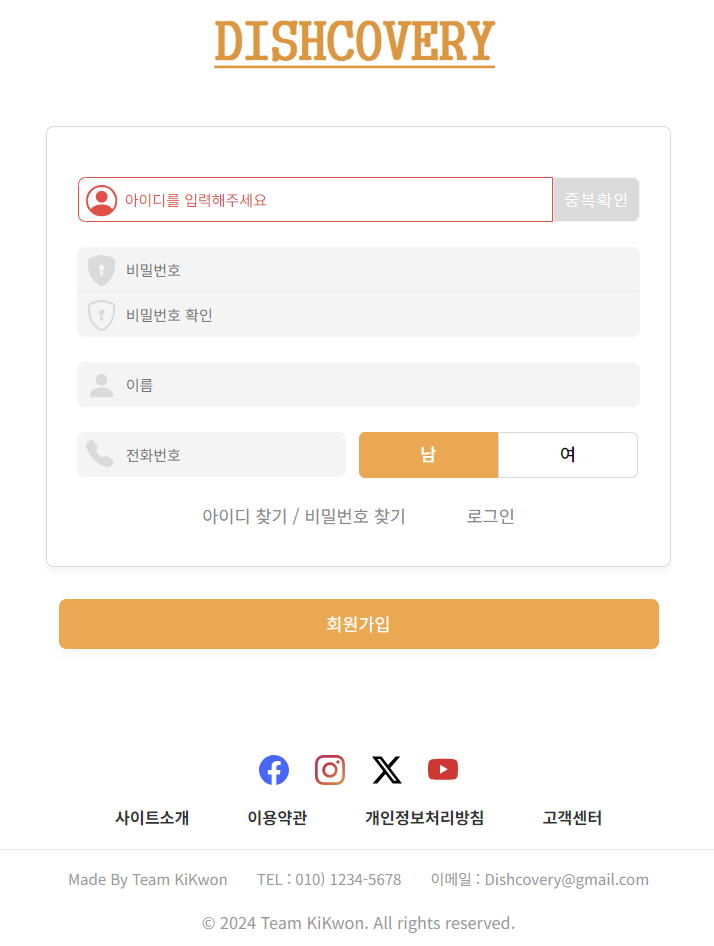 DISHCOVERY
아이디를 입력해주세요 중복확인
비밀번호
비밀번호 확인
이름
전화번호 남 여
아이디 찾기 / 비밀번호 찾기 로그인
회원가입
사이트소개 이용약관 개인정보처리방침 고객센터
Made By Team KiKwon TEL : 010) 1234-5678 이메일 : Dishcovery@gmail.com
© 2024 Team KiKwon. All rights reserved.